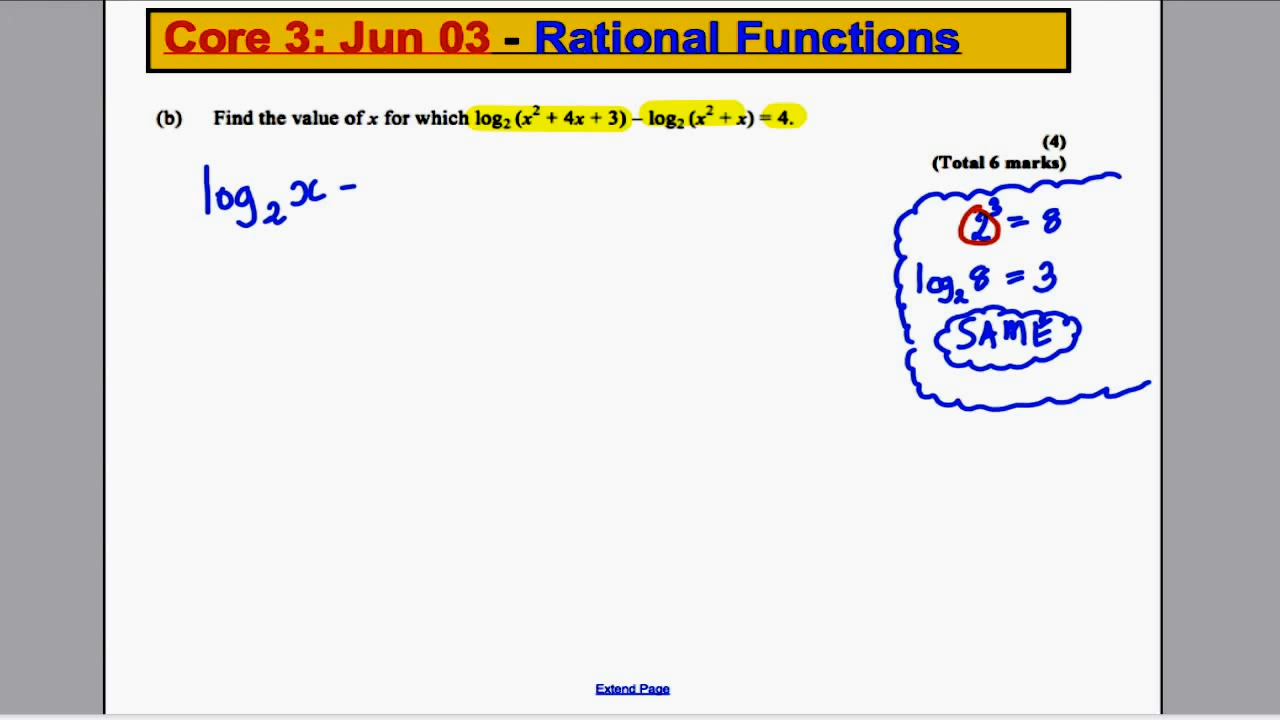 Core 3: Jun 03 - Rational Functions
(b) Find the value of x for which log₂ (x² + 4x + 3) – log₂ (x² + x) = 4.
(4)
(Total 6 marks)
log₂ x -
2³ = 8
log₂ 8 = 3
SAME
Extend Page